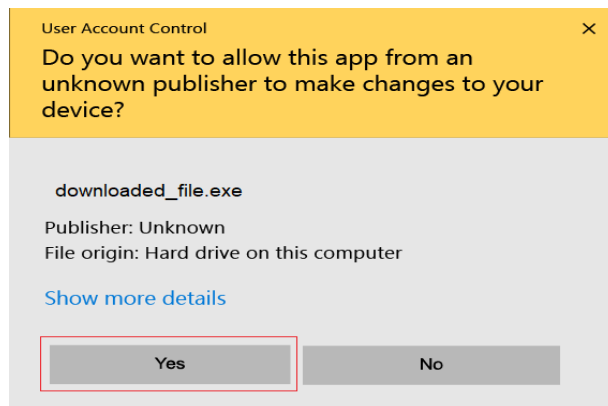 User Account Control
Do you want to allow this app from an
unknown publisher to make changes to your
device?
downloaded_file.exe
Publisher: Unknown
File origin: Hard drive on this computer
Show more details
Yes
No